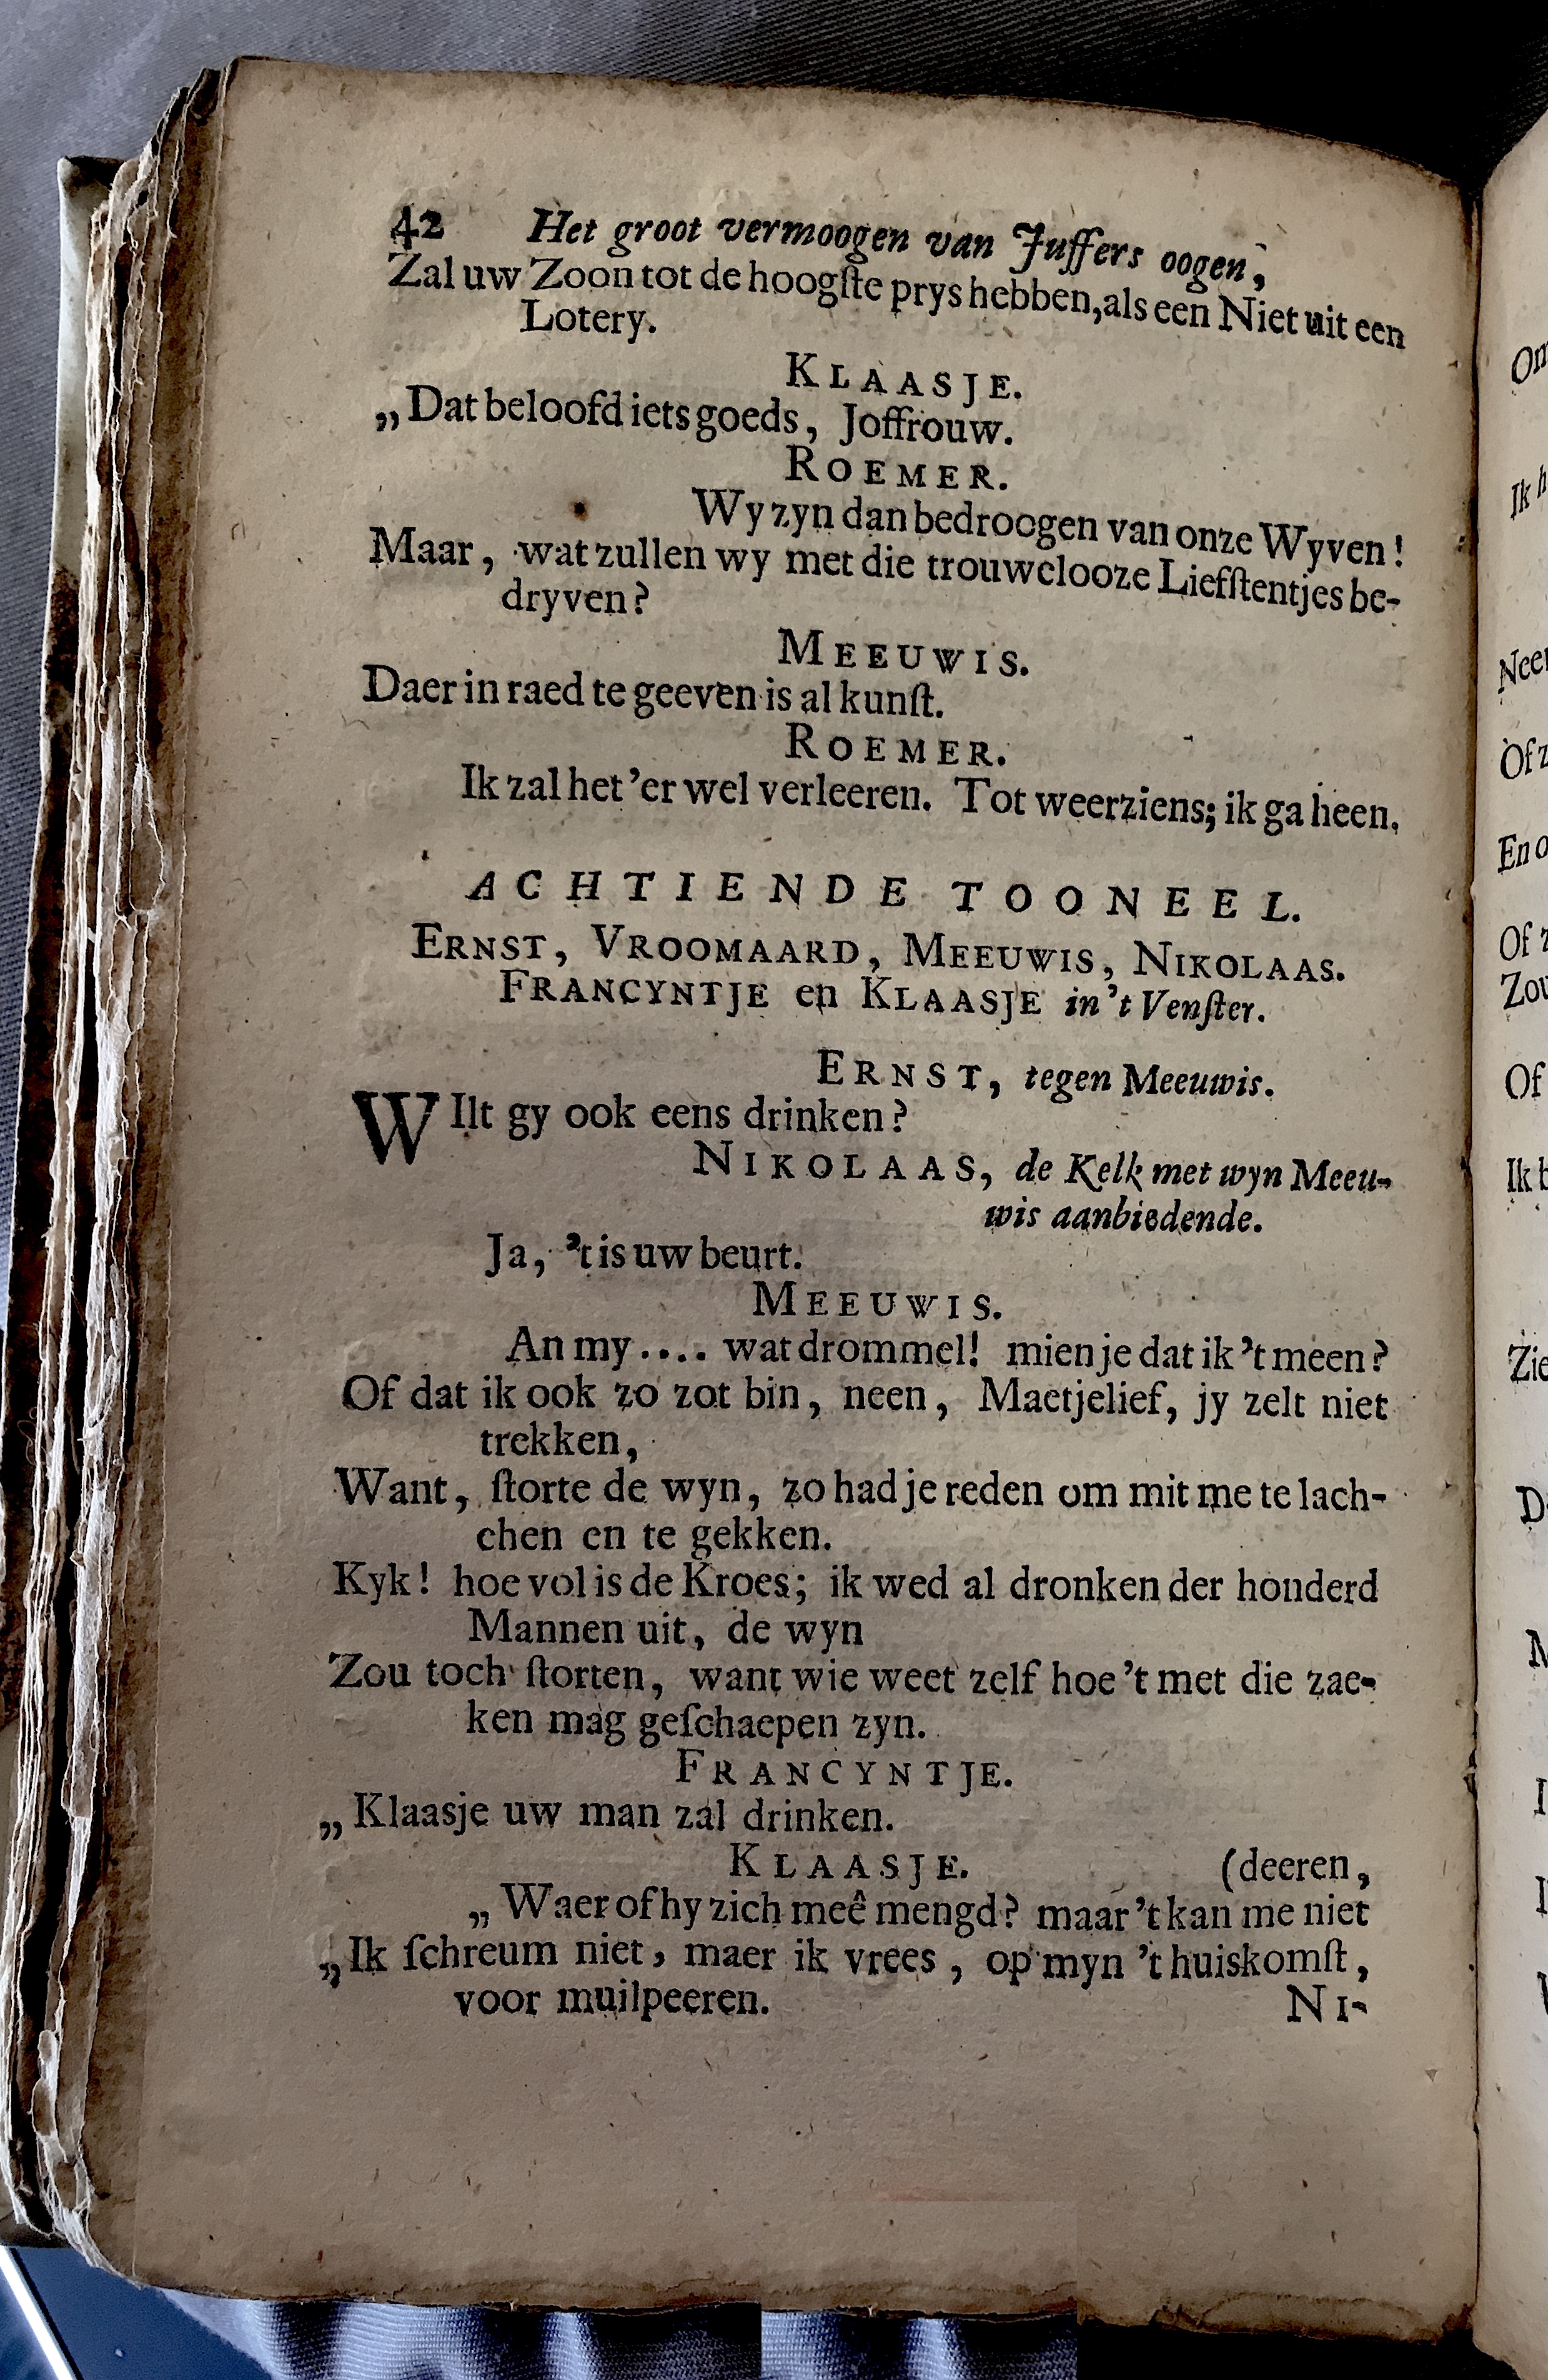 42 Het groot vermoogen van Juffers oogen,
Zal uw Zoon tot de hoogſte prys hebben, als een Niet uit een
Lotery.
KLAASJE.
„Dat beloofd iets goeds, Joffrouw.
ROEMER.
Wy zyn dan bedroogen van onze Wyven!
Maar, wat zullen wy met die trouwelooze Liefſtentjes be-
dryven?
MEEUWIS.
Daer in raed te geeven is al kunſt.
ROEMER.
Ik zal het 'er wel verleeren. Tot weerziens; ik ga heen.
ACHTIENDE TOONEEL.
ERNST, VROOMAARD, MEEUWIS, NIKOLAAS.
FRANCYNTJE en KLAASJE in 't Venſter.
ERNST, tegen Meeuwis.
WIlt gy ook eens drinken?
NIKOLAAS, de Kelk met wyn Meeu-
wis aanbiedende.
Ja, 't is uw beurt.
MEEUWIS.
An my .... wat drommel! mien je dat ik 't meen?
Of dat ik ook zo zot bin, neen, Maetjelief, jy zelt niet
trekken,
Want, ſtorte de wyn, zo had je reden om mit me te lach-
chen en te gekken.
Kyk! hoe vol is de Kroes; ik wed al dronken der honderd
Mannen uit, de wyn
Zou toch ſtorten, want wie weet zelf hoe 't met die zae-
ken mag geſchaepen zyn.
FRANCYNTJE.
„Klaasje uw man zal drinken.
KLAASJE. (deeren,
„Waer of hy zich meê mengd? maar 't kan me niet
„Ik ſchreum niet, maer ik vrees, op myn 't huiskomſt,
voor muilpeeren. NI-
Ik
Neer
Of z
En o
Of z
Zou
Of
Ik b
Zie